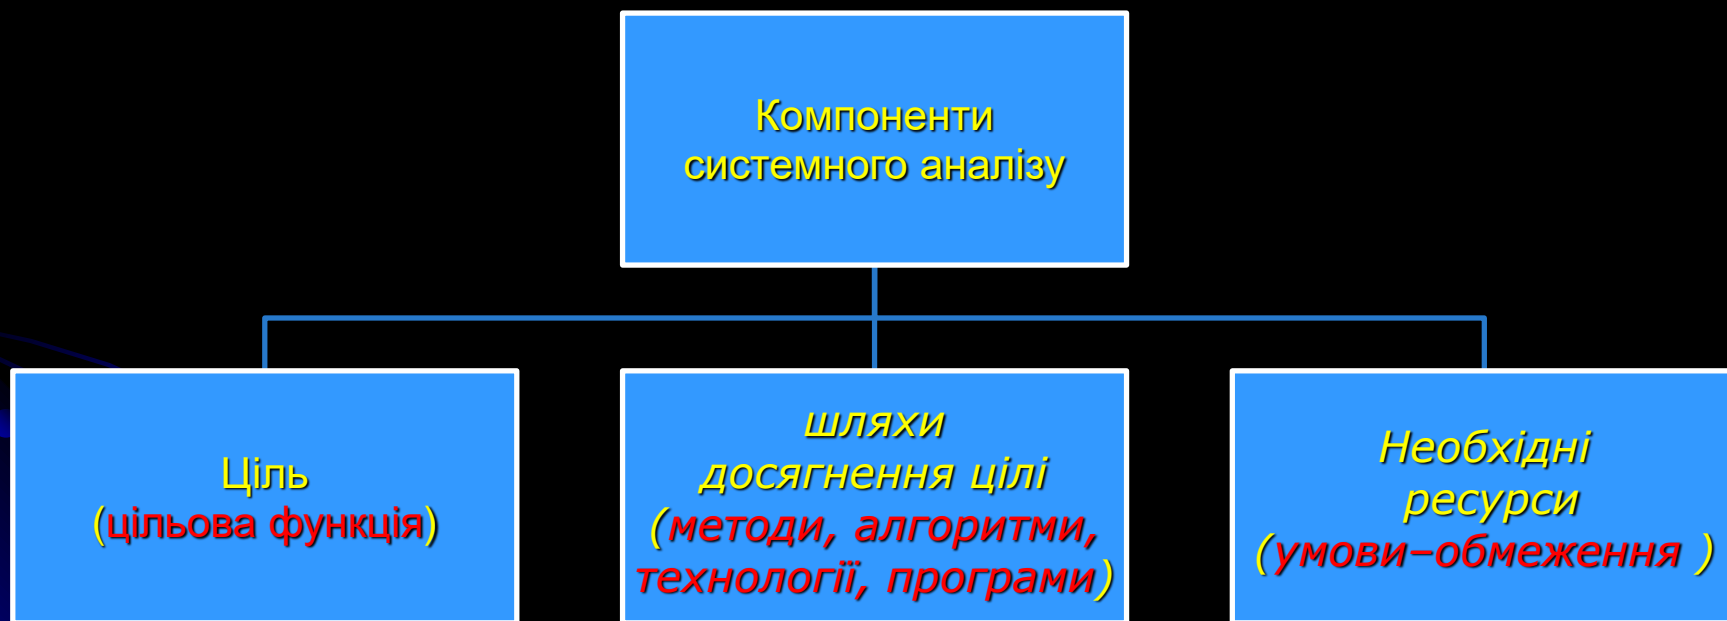 Компоненти
системного аналізу
Ціль
(цільова функція)
шляхи
досягнення цілі
(методи, алгоритми,
технології, програми)
Необхідні
ресурси
(умови–обмеження )